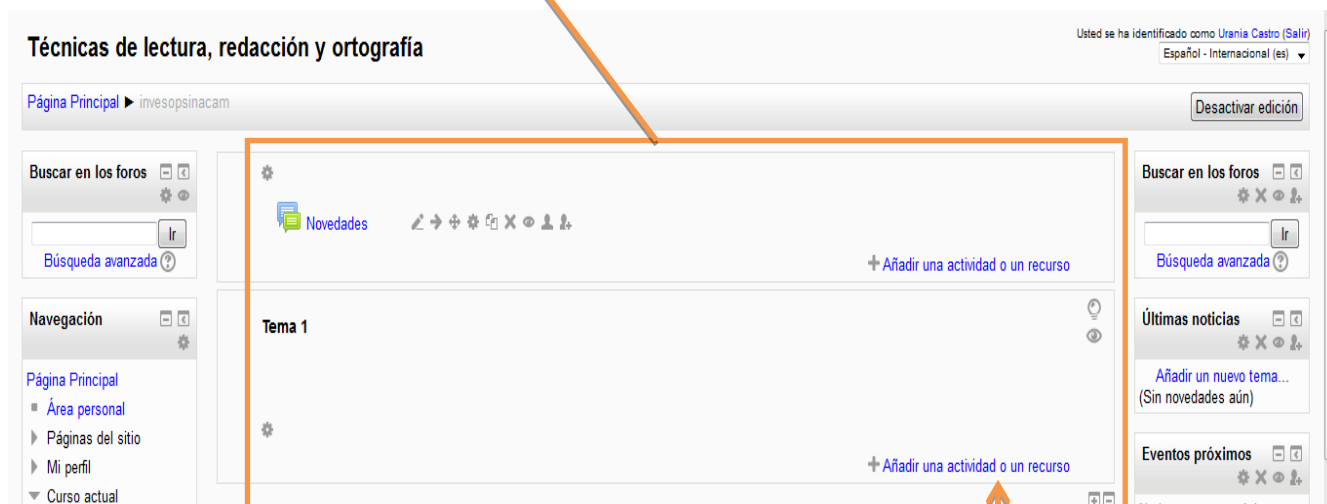 Técnicas de lectura, redacción y ortografía
Usted se ha identificado como Urania Castro (Salir)
Español - Internacional (es)
Página Principal ► invesopsinacam
Desactivar edición
Buscar en los foros
Ir
Búsqueda avanzada
Navegación
Página Principal
Área personal
Páginas del sitio
Mi perfil
Curso actual
Novedades
Añadir una actividad o un recurso
Tema 1
Añadir una actividad o un recurso
Buscar en los foros
Ir
Búsqueda avanzada
Últimas noticias
Añadir un nuevo tema...
(Sin novedades aún)
Eventos próximos